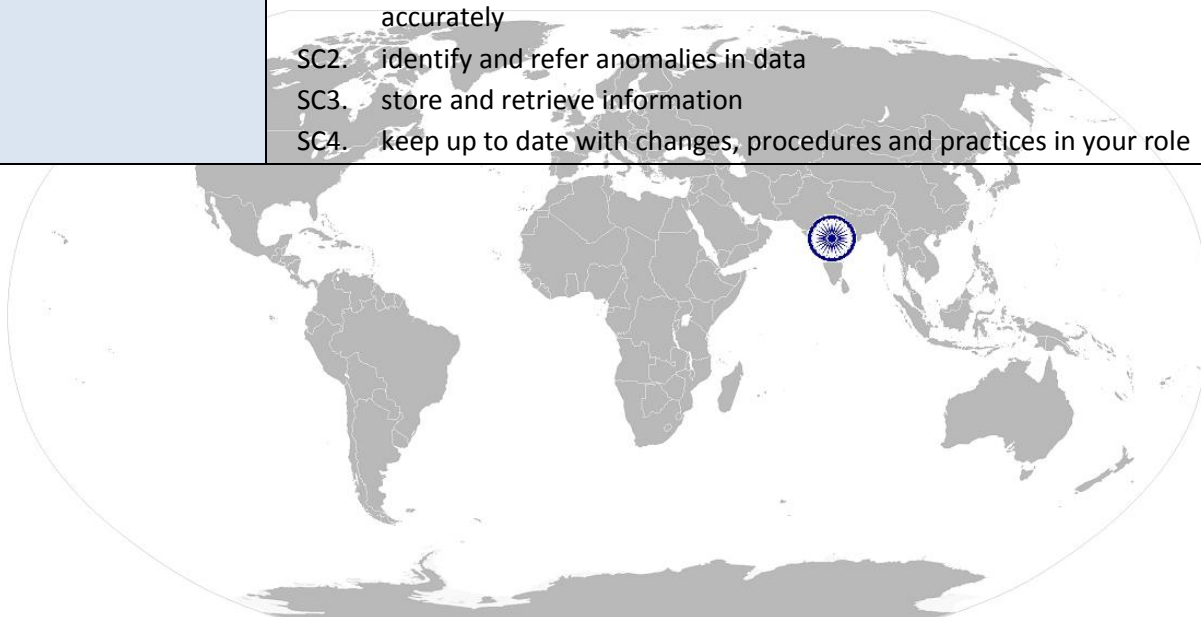 accurately
SC2. identify and refer anomalies in data
SC3. store and retrieve information
SC4. keep up to date with changes, procedures and practices in your role